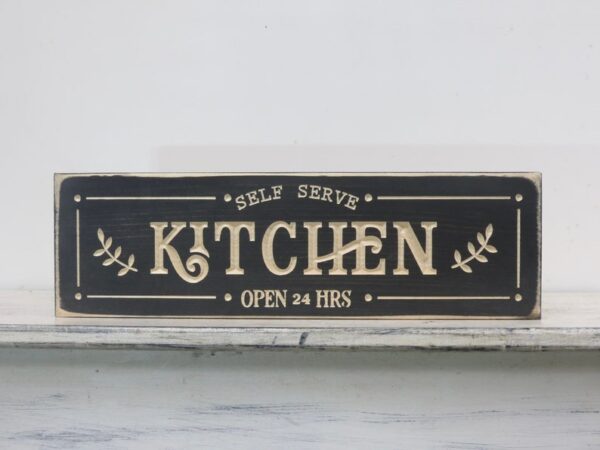 SELF SERVE
KITCHEN
OPEN 24 HRS